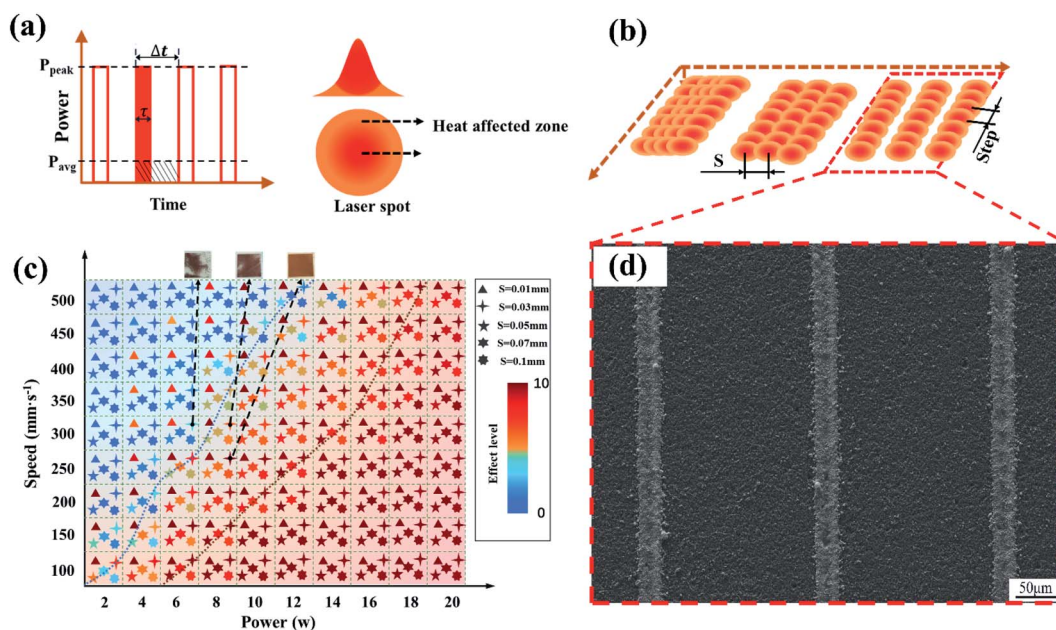 (a)
Δt
P_peak
τ
Power
P_avg
Time
Heat affected zone
Laser spot
(b)
S
Step
(c)
500
450
400
350
300
250
200
150
100
Speed (mm·s⁻¹)
2 4 6 8 10 12 14 16 18 20
Power (w)
S=0.01mm
S=0.03mm
S=0.05mm
S=0.07mm
S=0.1mm
10
Effect level
0
(d)
50μm